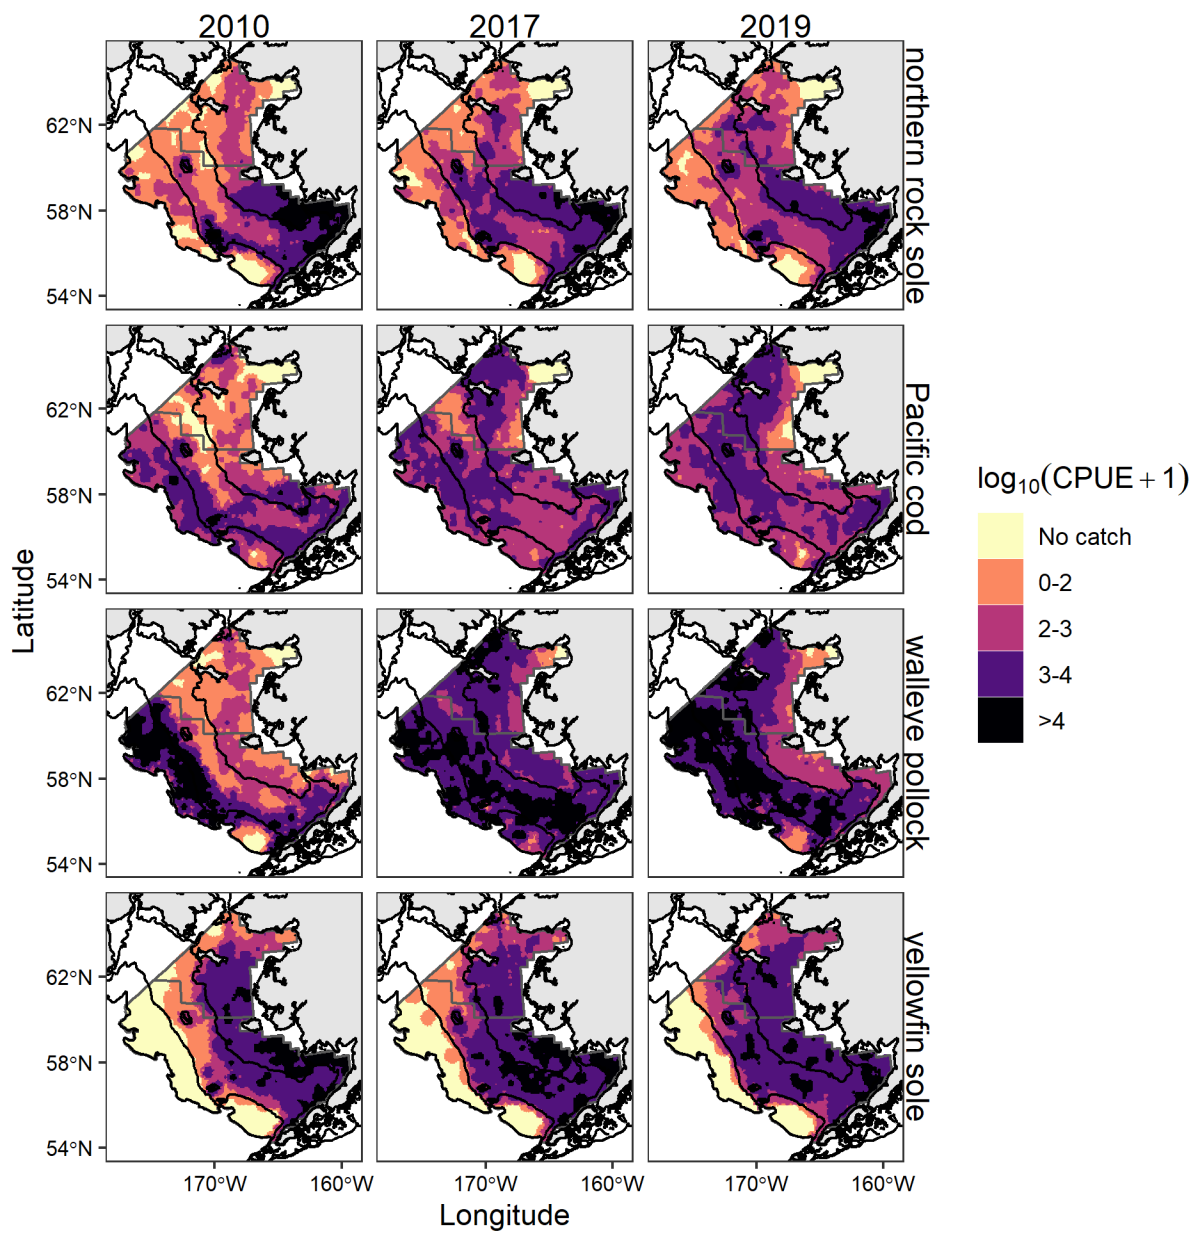 2010
2017
2019
62°N
58°N
54°N
northern rock sole
62°N
58°N
54°N
Pacific cod
62°N
58°N
54°N
walleye pollock
62°N
58°N
54°N
yellowfin sole
170°W
160°W
170°W
160°W
170°W
160°W
Longitude
Latitude
log₁₀(CPUE + 1)
No catch
0-2
2-3
3-4
>4